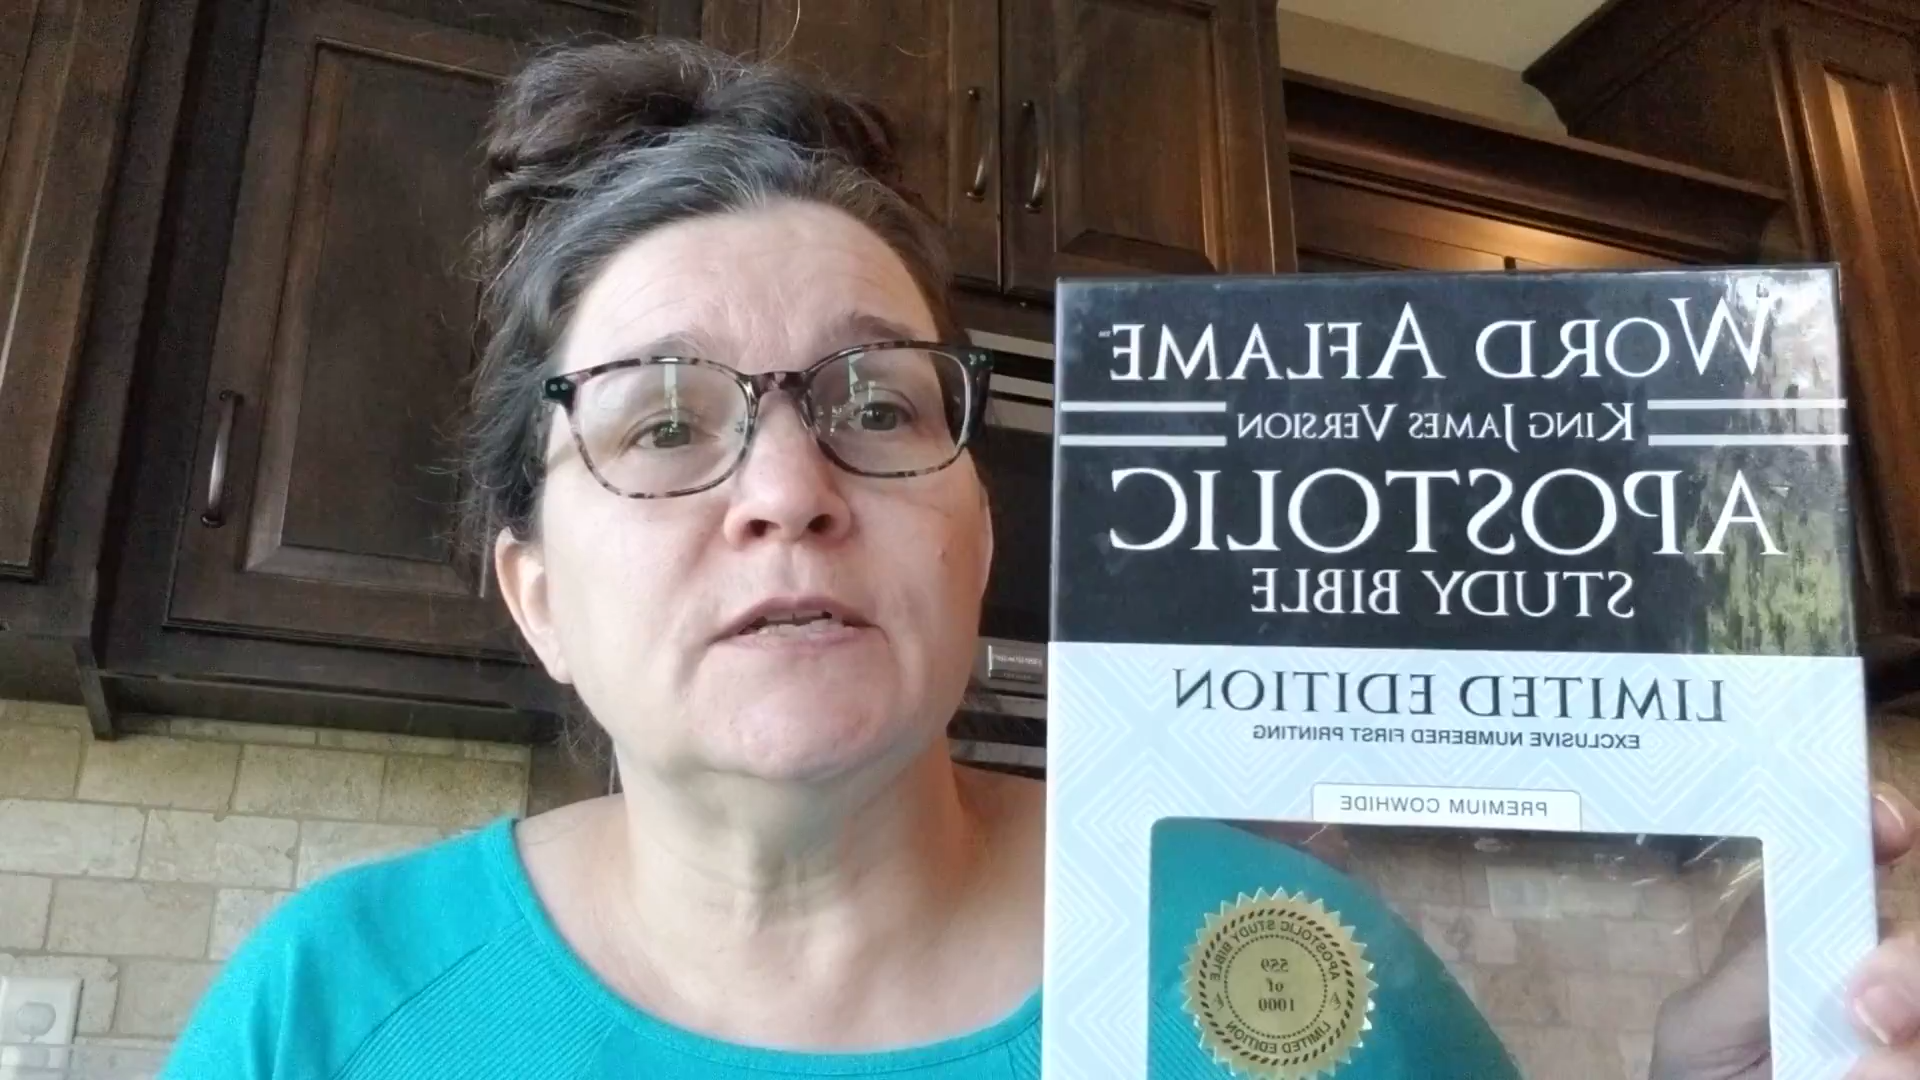 WORD AFLAME™
KING JAMES VERSION
APOSTOLIC
STUDY BIBLE
LIMITED EDITION
EXCLUSIVE NUMBERED FIRST PRINTING
PREMIUM COWHIDE
APOSTOLIC STUDY BIBLE
559
of
1000
LIMITED EDITION